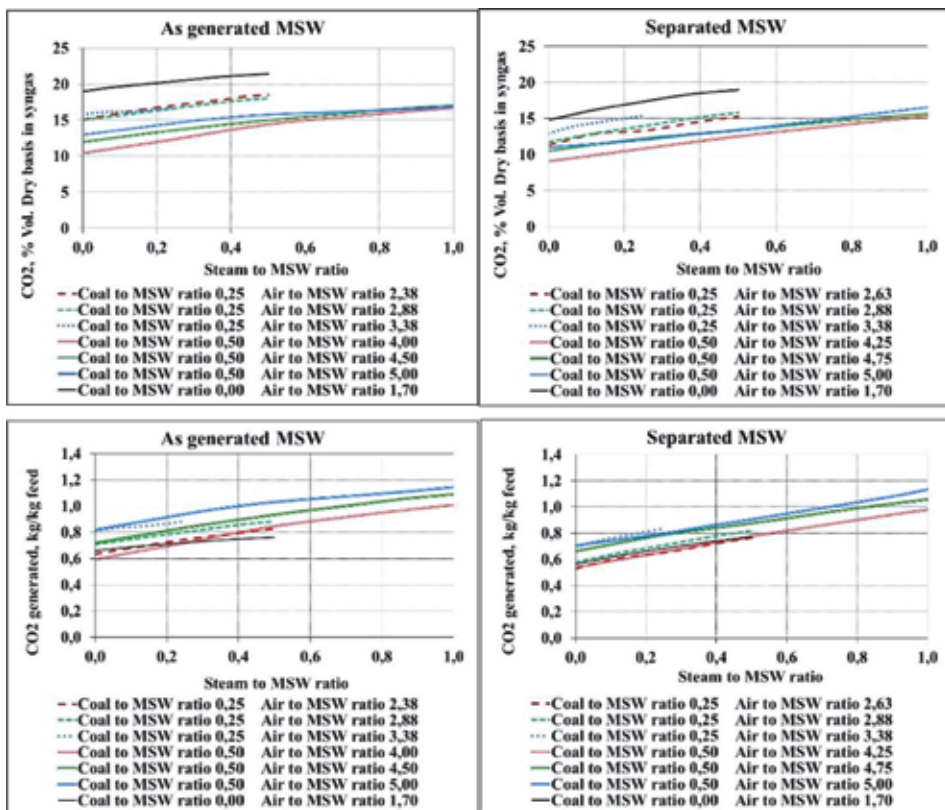 As generated MSW
CO2, % Vol. Dry basis in syngas
25
20
15
10
5
0
0,0 0,2 0,4 0,6 0,8 1,0
Steam to MSW ratio
Coal to MSW ratio 0,25 Air to MSW ratio 2,38
Coal to MSW ratio 0,25 Air to MSW ratio 2,88
Coal to MSW ratio 0,25 Air to MSW ratio 3,38
Coal to MSW ratio 0,50 Air to MSW ratio 4,00
Coal to MSW ratio 0,50 Air to MSW ratio 4,50
Coal to MSW ratio 0,50 Air to MSW ratio 5,00
Coal to MSW ratio 0,00 Air to MSW ratio 1,70
Separated MSW
CO2, % Vol. Dry basis in syngas
25
20
15
10
5
0
0,0 0,2 0,4 0,6 0,8 1,0
Steam to MSW ratio
Coal to MSW ratio 0,25 Air to MSW ratio 2,63
Coal to MSW ratio 0,25 Air to MSW ratio 2,88
Coal to MSW ratio 0,25 Air to MSW ratio 3,38
Coal to MSW ratio 0,50 Air to MSW ratio 4,25
Coal to MSW ratio 0,50 Air to MSW ratio 4,75
Coal to MSW ratio 0,50 Air to MSW ratio 5,00
Coal to MSW ratio 0,00 Air to MSW ratio 1,70
As generated MSW
CO2 generated, kg/kg feed
1,4
1,2
1,0
0,8
0,6
0,4
0,2
0,0
0,0 0,2 0,4 0,6 0,8 1,0
Steam to MSW ratio
Coal to MSW ratio 0,25 Air to MSW ratio 2,38
Coal to MSW ratio 0,25 Air to MSW ratio 2,88
Coal to MSW ratio 0,25 Air to MSW ratio 3,38
Coal to MSW ratio 0,50 Air to MSW ratio 4,00
Coal to MSW ratio 0,50 Air to MSW ratio 4,50
Coal to MSW ratio 0,50 Air to MSW ratio 5,00
Coal to MSW ratio 0,00 Air to MSW ratio 1,70
Separated MSW
CO2 generated, kg/kg feed
1,4
1,2
1,0
0,8
0,6
0,4
0,2
0,0
0,0 0,2 0,4 0,6 0,8 1,0
Steam to MSW ratio
Coal to MSW ratio 0,25 Air to MSW ratio 2,63
Coal to MSW ratio 0,25 Air to MSW ratio 2,88
Coal to MSW ratio 0,25 Air to MSW ratio 3,38
Coal to MSW ratio 0,50 Air to MSW ratio 4,25
Coal to MSW ratio 0,50 Air to MSW ratio 4,75
Coal to MSW ratio 0,50 Air to MSW ratio 5,00
Coal to MSW ratio 0,00 Air to MSW ratio 1,70